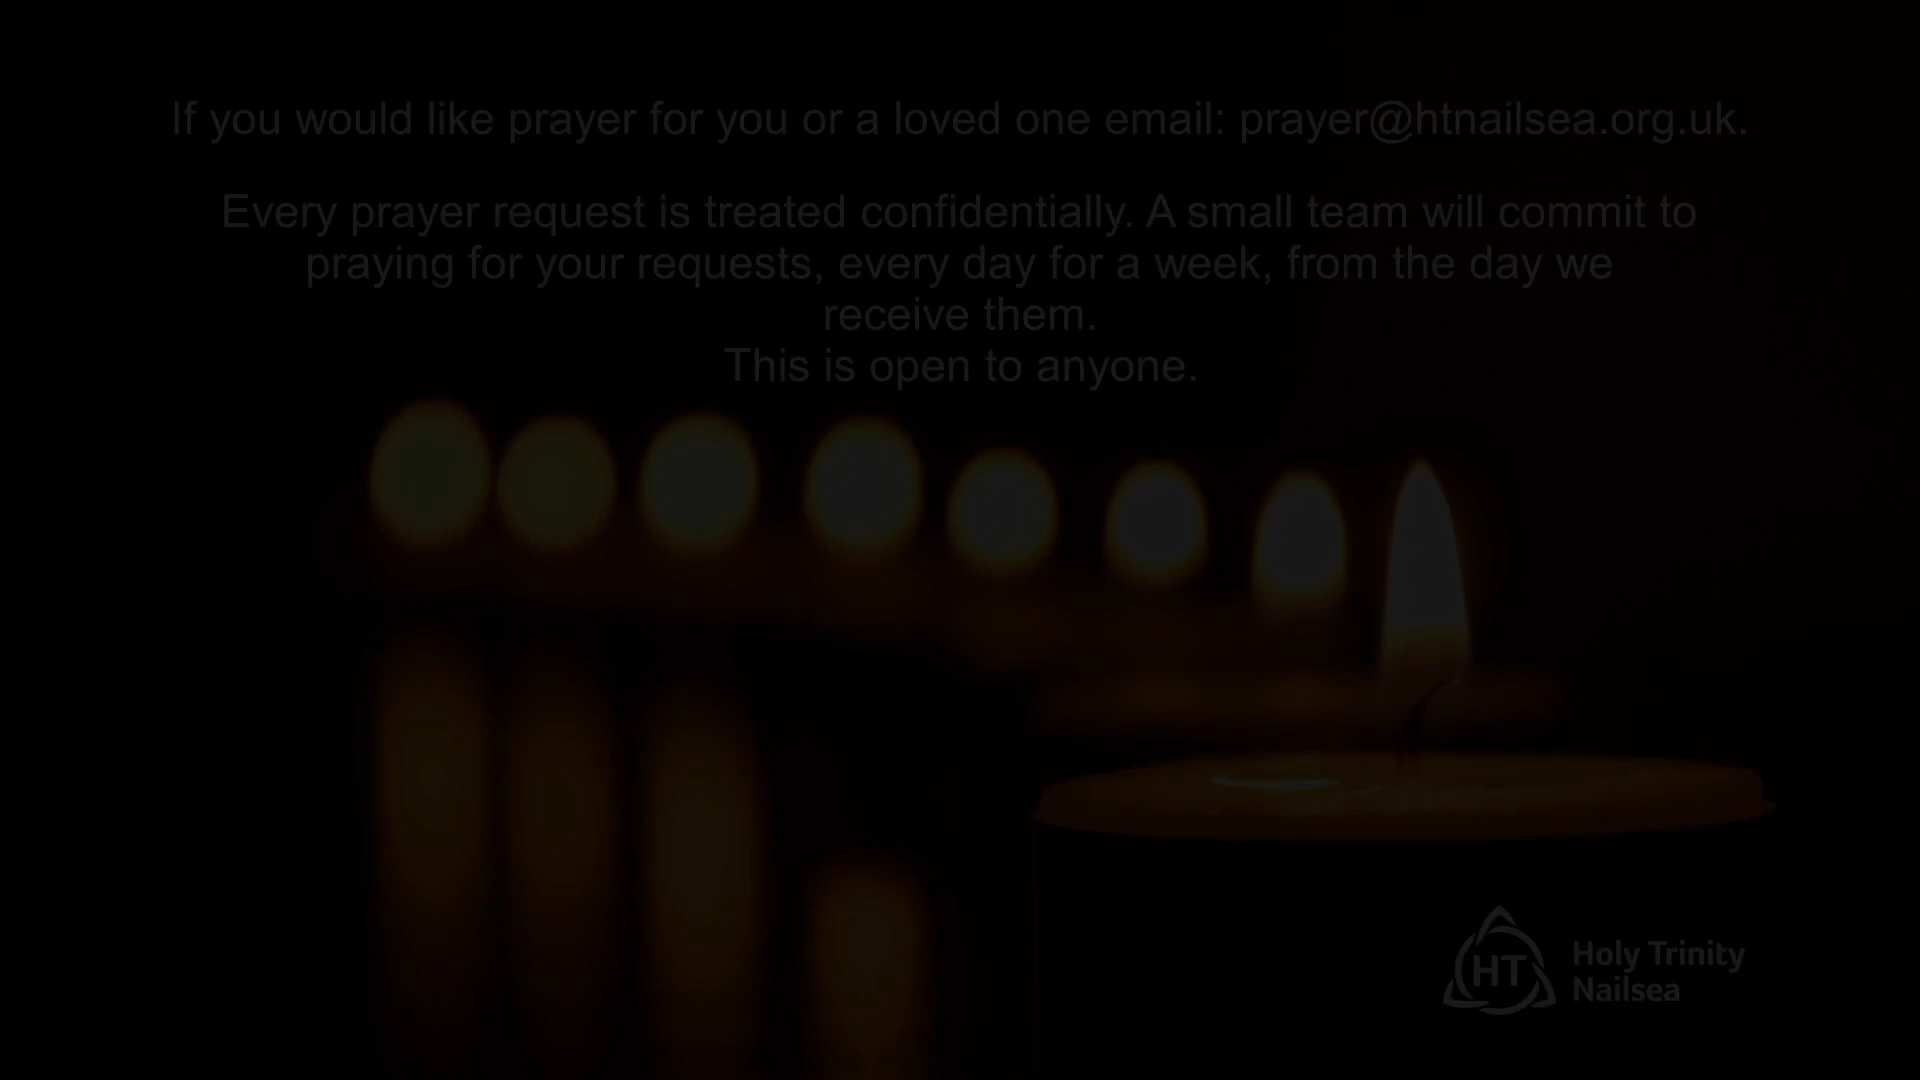 If you would like prayer for you or a loved one email: prayer@htnailsea.org.uk.
Every prayer request is treated confidentially. A small team will commit to
praying for your requests, every day for a week, from the day we
receive them.
This is open to anyone.
HT
Holy Trinity
Nailsea